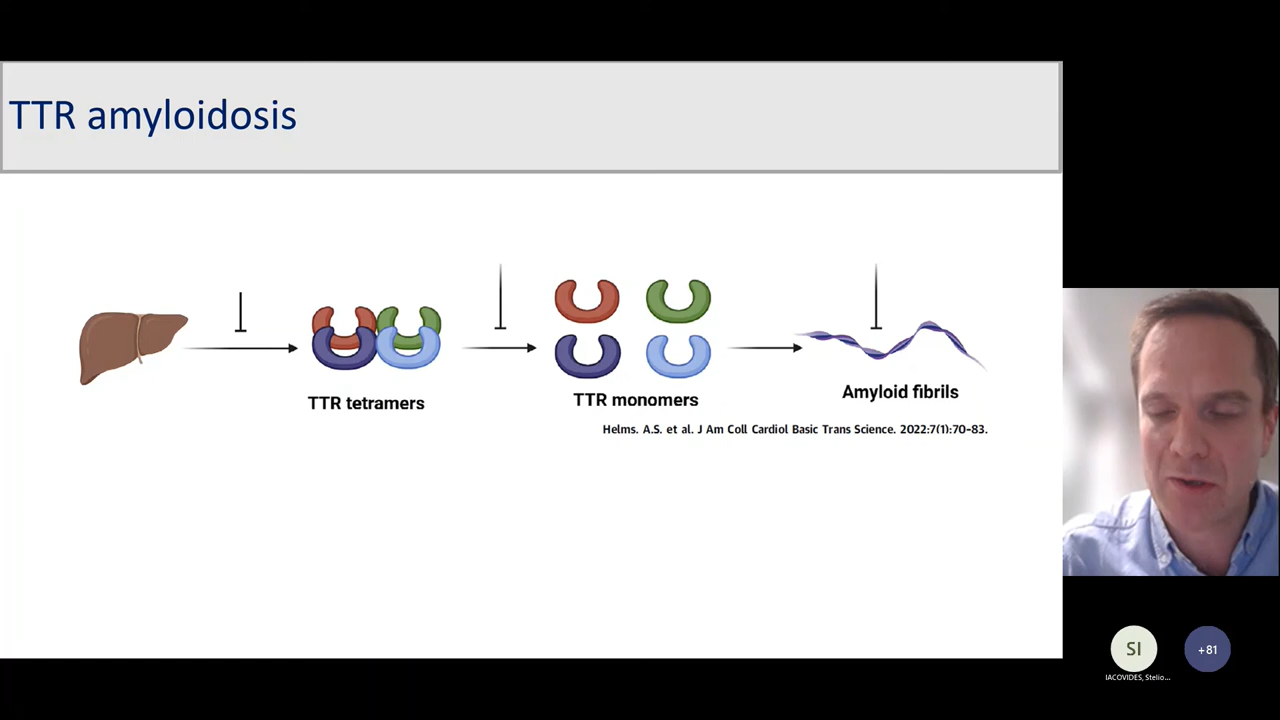 TTR amyloidosis
TTR tetramers
TTR monomers
Amyloid fibrils
Helms. A.S. et al. J Am Coll Cardiol Basic Trans Science. 2022:7(1):70-83.
SI
+81
IACOVIDES, Stelio...